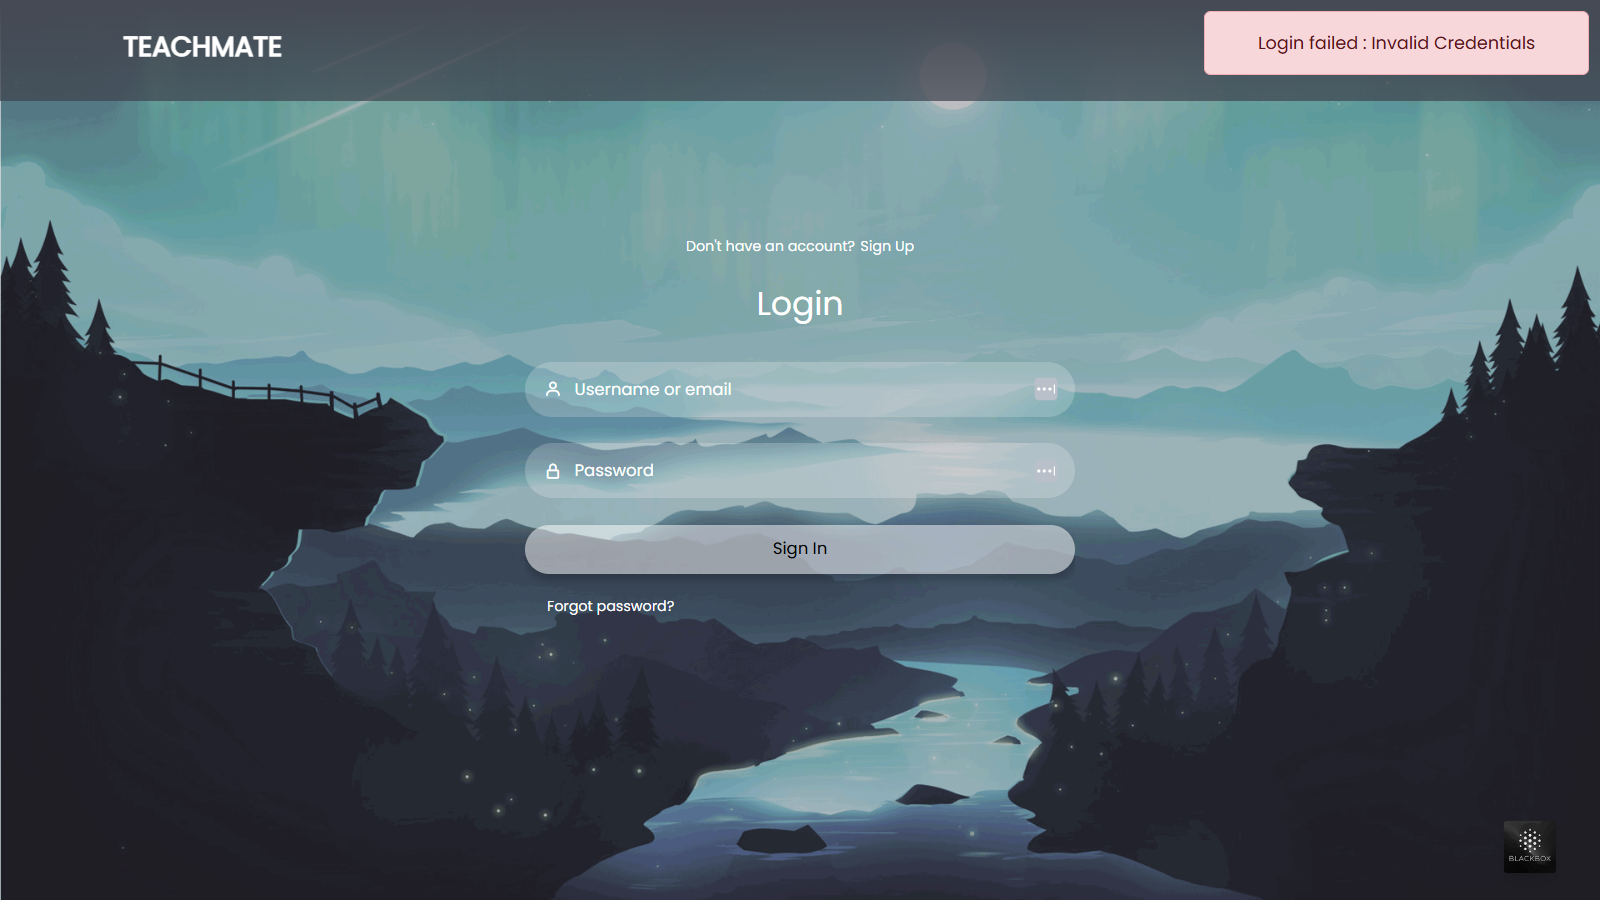 TEACHMATE
Login failed : Invalid Credentials
Don't have an account? Sign Up
Login
Username or email
Password
Sign In
Forgot password?
BLACKBOX